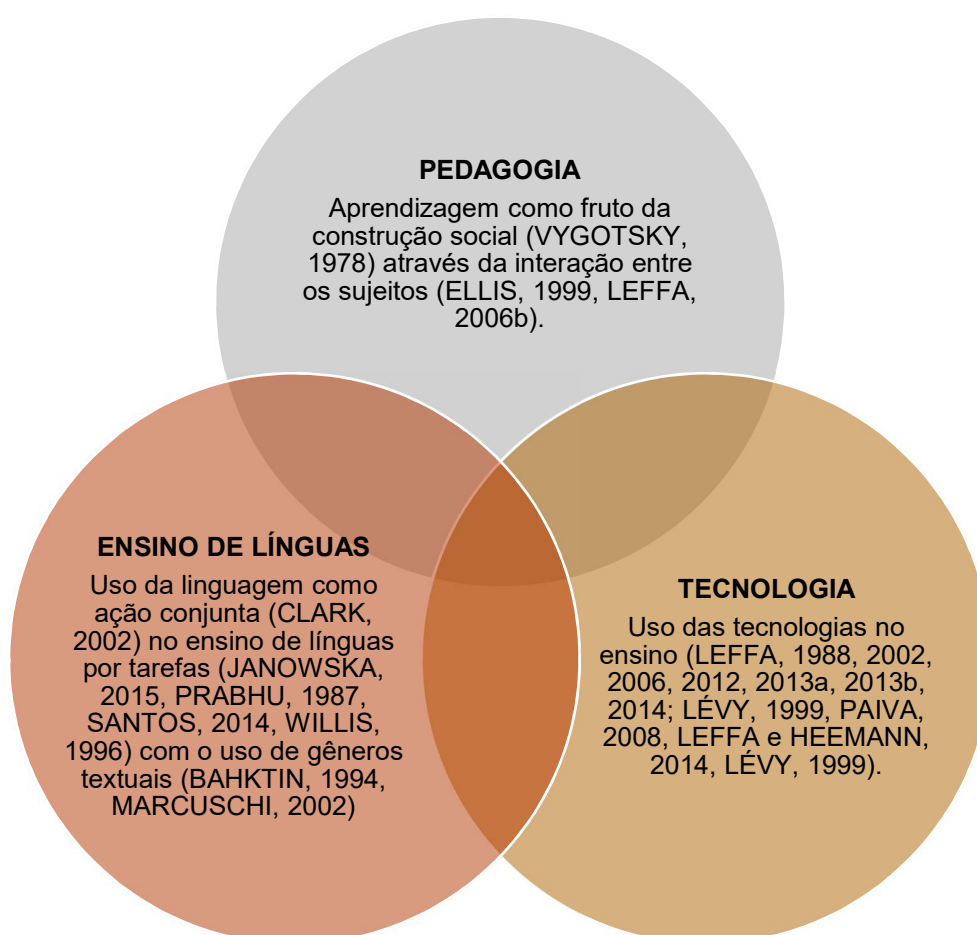 PEDAGOGIA
Aprendizagem como fruto da
construção social (VYGOTSKY,
1978) através da interação entre
os sujeitos (ELLIS, 1999, LEFFA,
2006b).
ENSINO DE LÍNGUAS
Uso da linguagem como
ação conjunta (CLARK,
2002) no ensino de línguas
por tarefas (JANOWSKA,
2015, PRABHU, 1987,
SANTOS, 2014, WILLIS,
1996) com o uso de gêneros
textuais (BAHKTIN, 1994,
MARCUSCHI, 2002)
TECNOLOGIA
Uso das tecnologias no
ensino (LEFFA, 1988, 2002,
2006, 2012, 2013a, 2013b,
2014; LÉVY, 1999, PAIVA,
2008, LEFFA e HEEMANN,
2014, LÉVY, 1999).